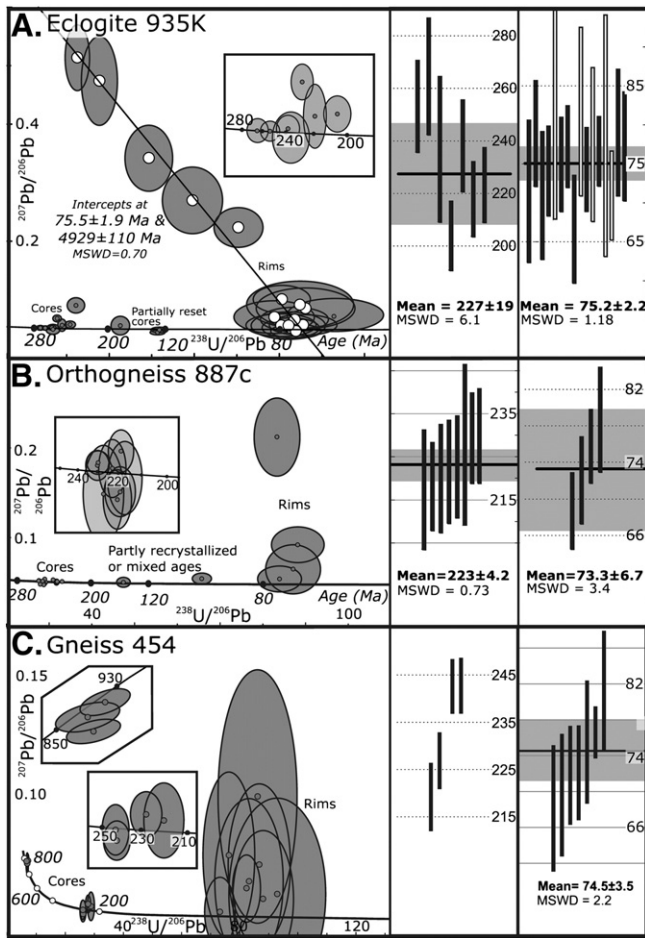 A. Eclogite 935K
0.4
0.2
207Pb/206Pb
280
240
200
Intercepts at
75.5±1.9 Ma &
4929±110 Ma
MSWD=0.70
Rims
Cores
Partially reset
cores
280
200
120
238U/206Pb
80
Age (Ma)
280
260
240
220
200
Mean = 227±19
MSWD = 6.1
85
75
65
Mean = 75.2±2.2
MSWD = 1.18
B. Orthogneiss 887c
0.2
0.1
207Pb/
206Pb
240
220
200
Rims
Cores
Partly recrystallized
or mixed ages
280
200
120
80
Age (Ma)
40
238U/206Pb
100
235
215
Mean=223±4.2
MSWD = 0.73
82
74
66
Mean=73.3±6.7
MSWD = 3.4
C. Gneiss 454
0.15
0.10
207Pb/206Pb
930
850
250
230
210
Rims
800
Cores
600
200
40
238U/206Pb
80
120
245
235
225
215
82
74
66
Mean = 74.5±3.5
MSWD = 2.2